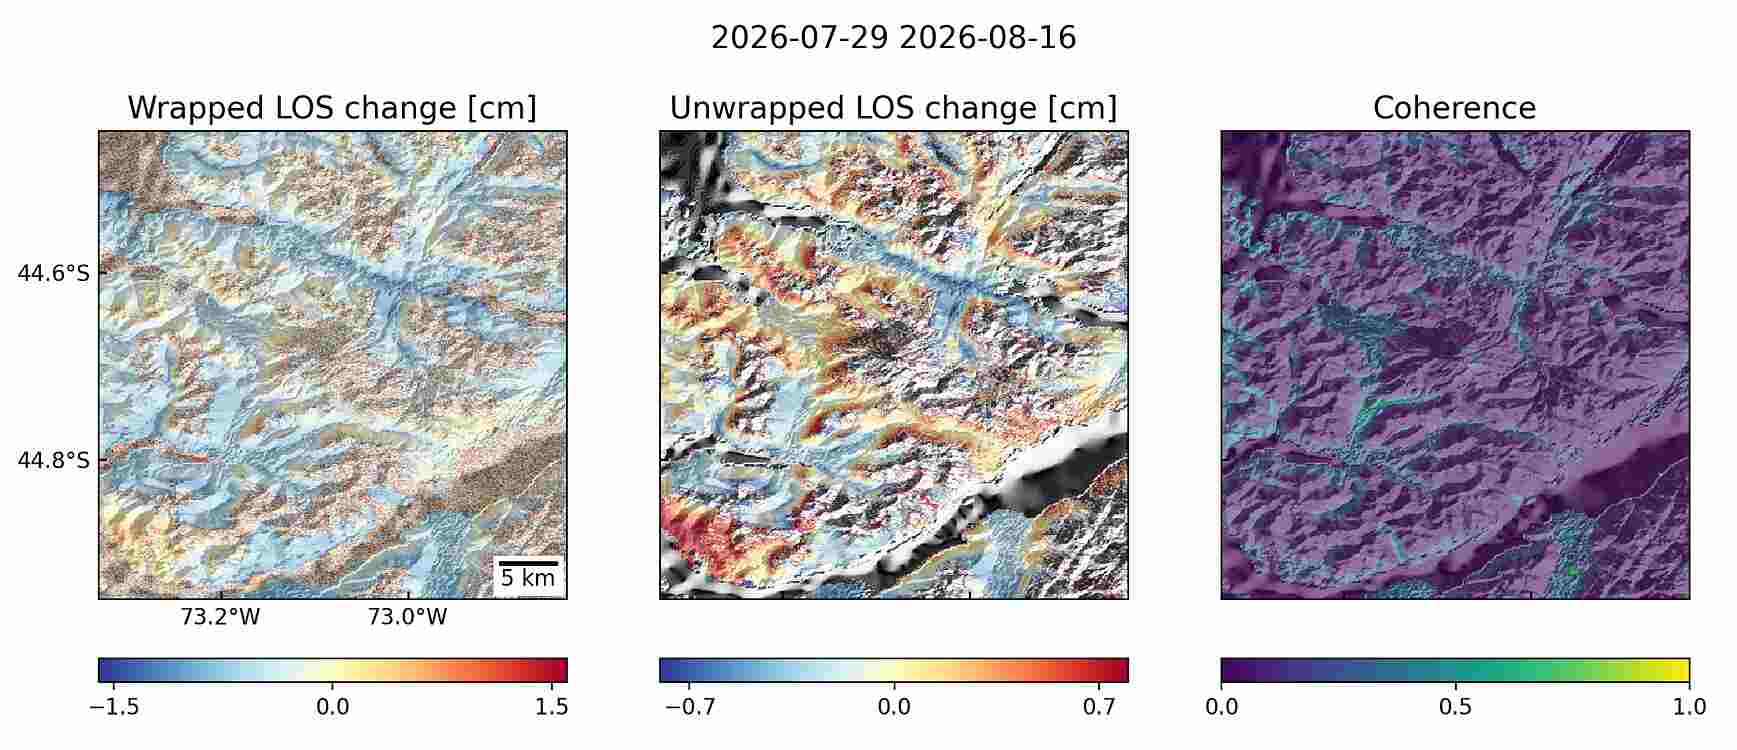 2026-07-29 2026-08-16
Wrapped LOS change [cm]
Unwrapped LOS change [cm]
Coherence
44.6°S
44.8°S
5 km
73.2°W
73.0°W
−1.5
0.0
1.5
−0.7
0.0
0.7
0.0
0.5
1.0